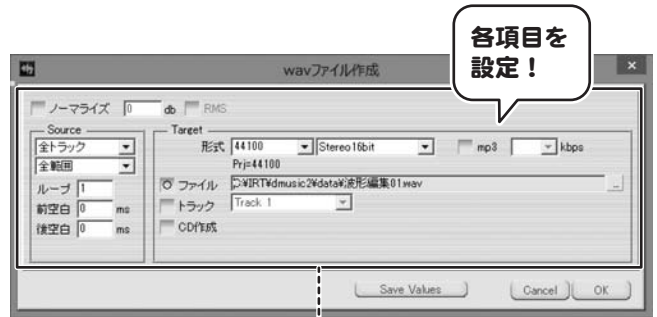 各項目を
設定！
wavファイル作成
ノーマライズ 0 db RMS
Source
全トラック
全範囲
ループ 1
前空白 0 ms
後空白 0 ms
Target
形式 44100 Stereo16bit mp3 kbps
Prj=44100
ファイル D:¥IRT¥dmusic2¥data¥波形編集01.wav ...
トラック Track 1
CD作成
Save Values Cancel OK